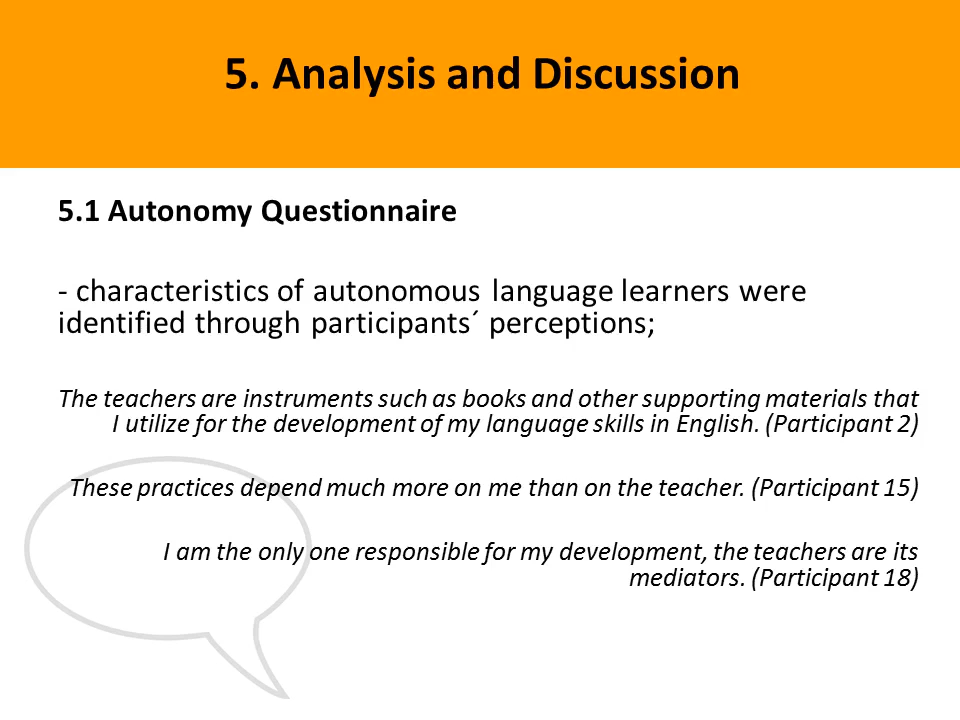 5. Analysis and Discussion
5.1 Autonomy Questionnaire
- characteristics of autonomous language learners were
identified through participants´ perceptions;
The teachers are instruments such as books and other supporting materials that
I utilize for the development of my language skills in English. (Participant 2)
These practices depend much more on me than on the teacher. (Participant 15)
I am the only one responsible for my development, the teachers are its
mediators. (Participant 18)